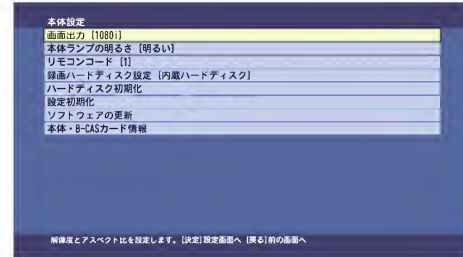 本体設定
画面出力 [1080i]
本体ランプの明るさ [明るい]
リモコンコード [1]
録画ハードディスク設定 [内蔵ハードディスク]
ハードディスク初期化
設定初期化
ソフトウェアの更新
本体・B-CASカード情報
解像度とアスペクト比を設定します。[決定]設定画面へ [戻る]前の画面へ